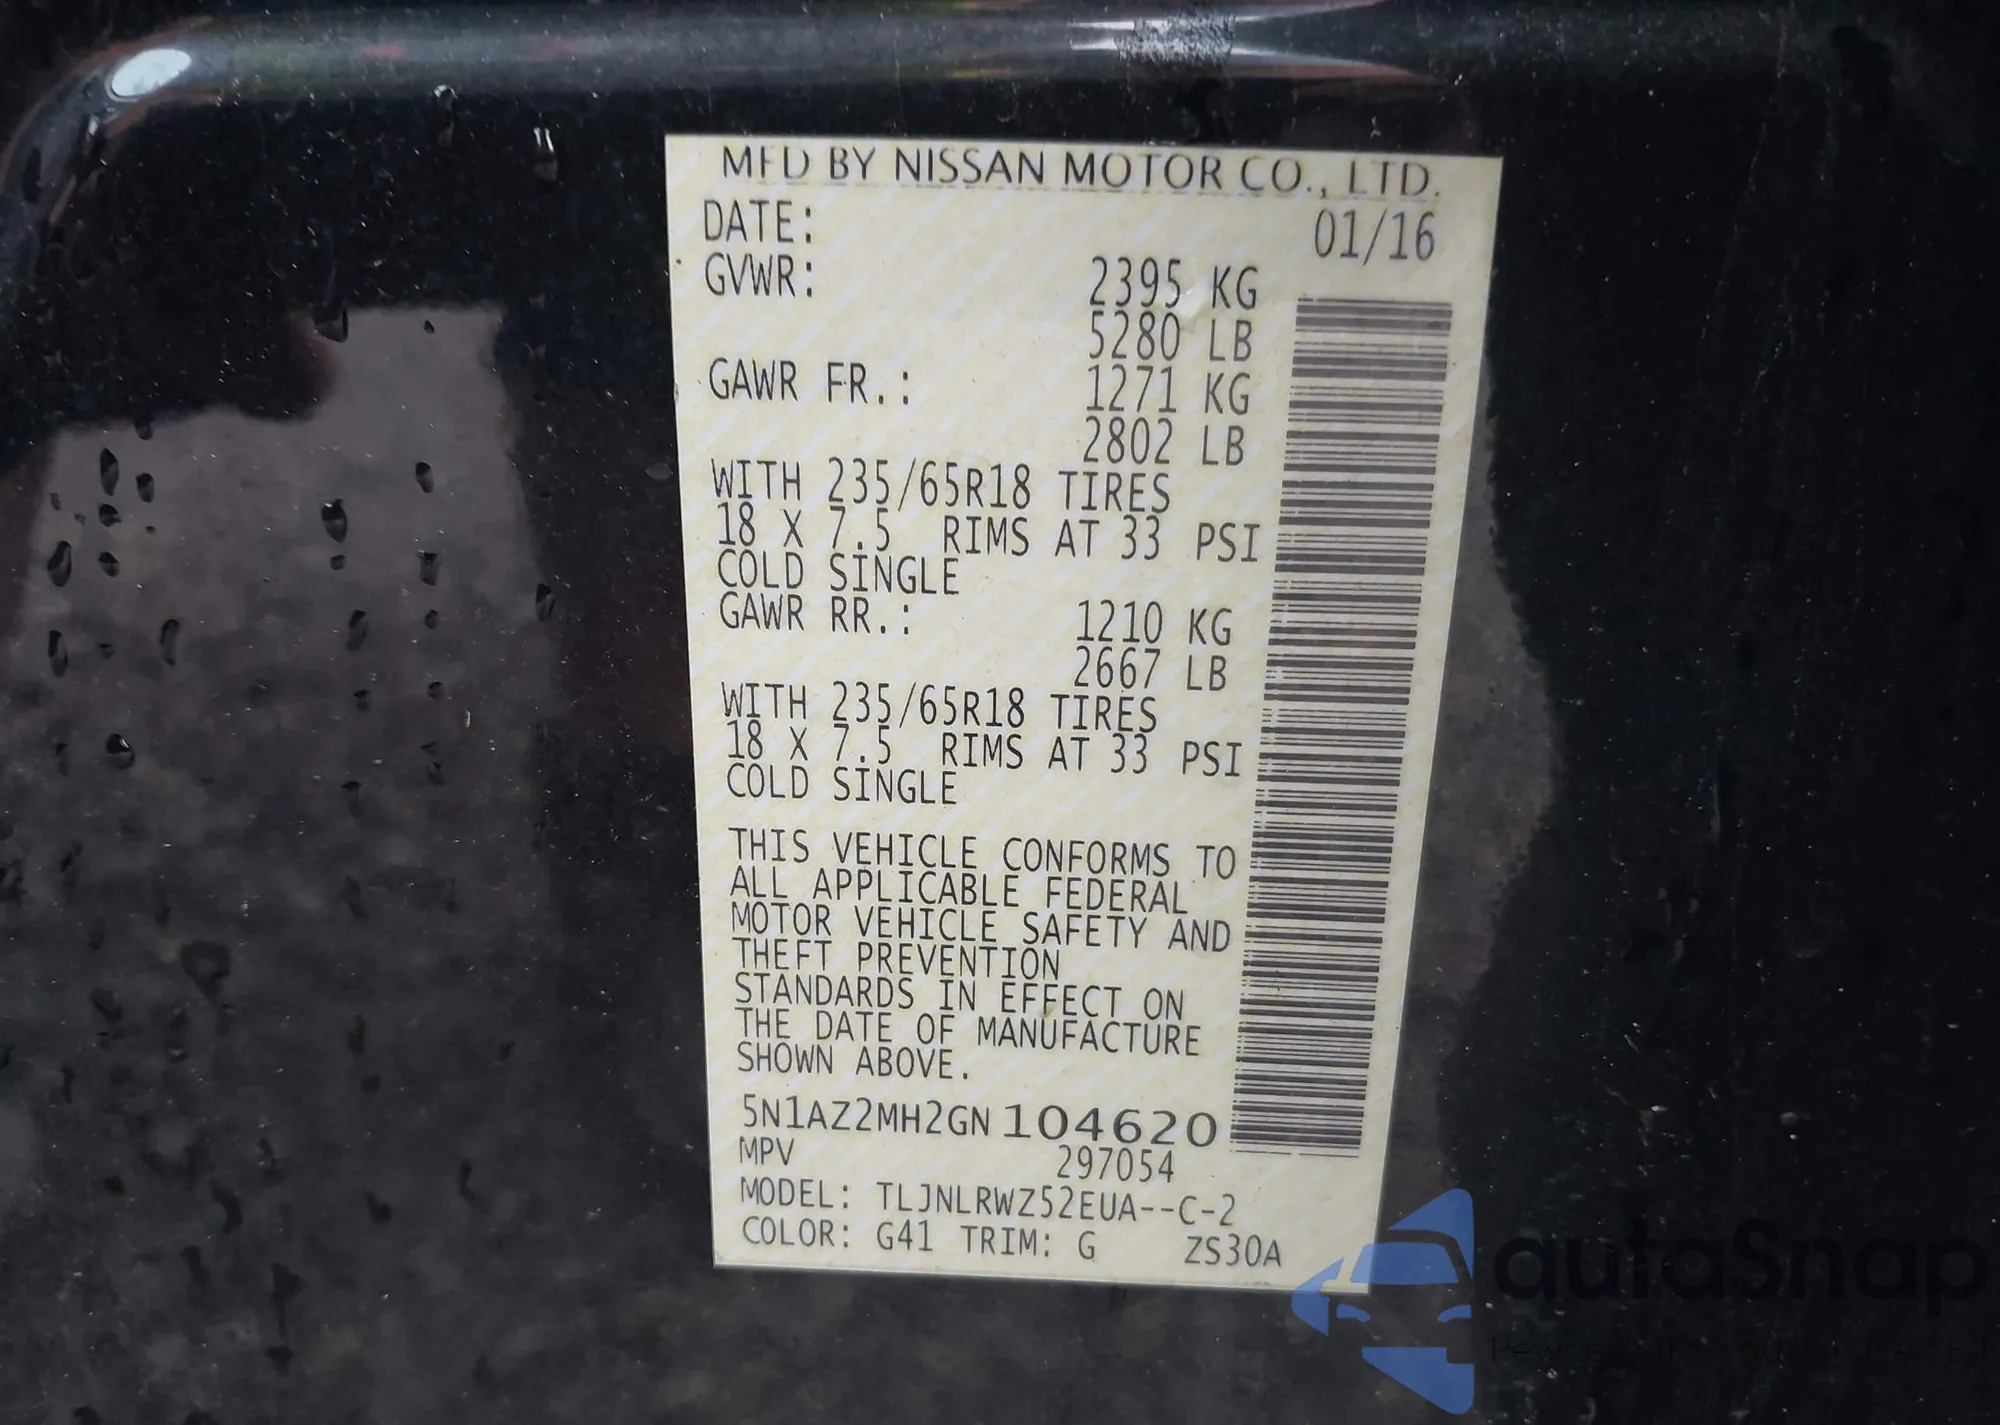 MFD BY NISSAN MOTOR CO., LTD.
DATE: 01/16
GVWR: 2395 KG
5280 LB
GAWR FR.: 1271 KG
2802 LB
WITH 235/65R18 TIRES
18 X 7.5 RIMS AT 33 PSI
COLD SINGLE
GAWR RR.: 1210 KG
2667 LB
WITH 235/65R18 TIRES
18 X 7.5 RIMS AT 33 PSI
COLD SINGLE
THIS VEHICLE CONFORMS TO
ALL APPLICABLE FEDERAL
MOTOR VEHICLE SAFETY AND
THEFT PREVENTION
STANDARDS IN EFFECT ON
THE DATE OF MANUFACTURE
SHOWN ABOVE.
5N1AZ2MH2GN104620
MPV 297054
MODEL: TLJNLRWZ52EUA--C-2
COLOR: G41 TRIM: G ZS30A
autaSnap